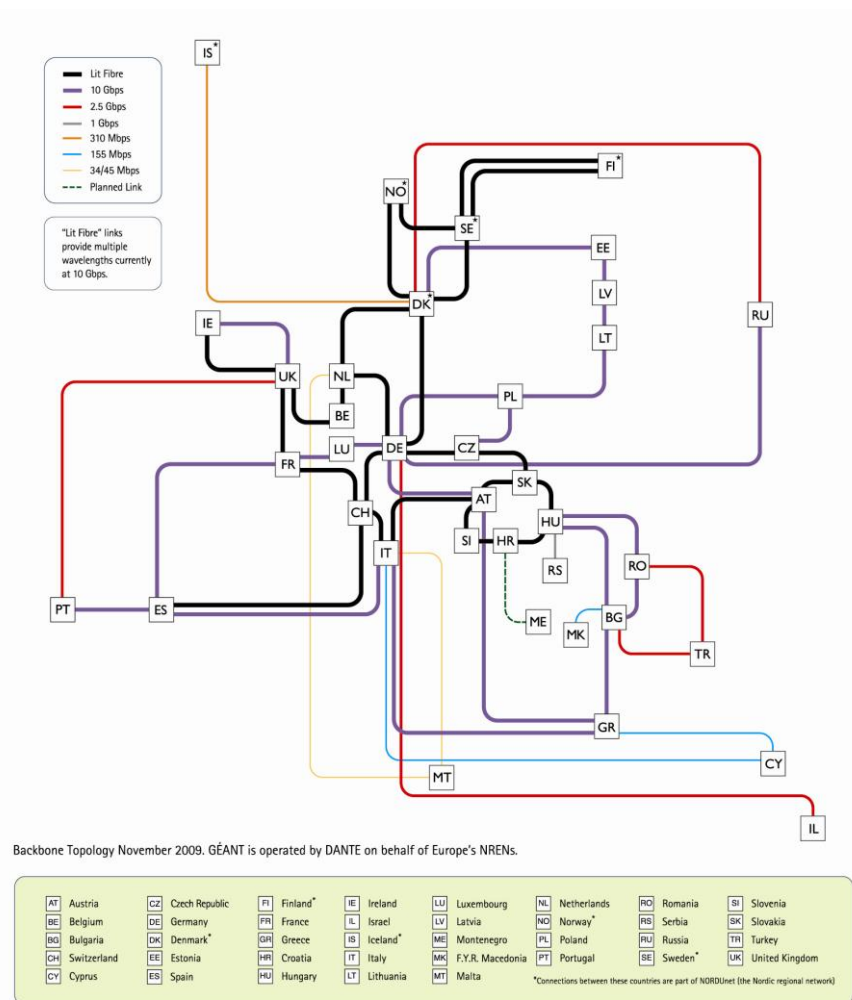 IS*
Lit Fibre
10 Gbps
2.5 Gbps
1 Gbps
310 Mbps
155 Mbps
34/45 Mbps
Planned Link
"Lit Fibre" links
provide multiple
wavelengths currently
at 10 Gbps.
FI*
NO*
SE*
EE
LV
DK*
RU
IE
LT
UK
NL
PL
BE
LU
DE
CZ
FR
SK
AT
CH
HU
SI
HR
IT
RS
RO
PT
ES
ME
MK
BG
TR
GR
CY
MT
IL
Backbone Topology November 2009. GÉANT is operated by DANTE on behalf of Europe's NRENs.
AT Austria
BE Belgium
BG Bulgaria
CH Switzerland
CY Cyprus
CZ Czech Republic
DE Germany
DK Denmark*
EE Estonia
ES Spain
FI Finland*
FR France
GR Greece
HR Croatia
HU Hungary
IE Ireland
IL Israel
IS Iceland*
IT Italy
LT Lithuania
LU Luxembourg
LV Latvia
ME Montenegro
MK F.Y.R. Macedonia
MT Malta
NL Netherlands
NO Norway*
PL Poland
PT Portugal
RO Romania
RS Serbia
RU Russia
SE Sweden*
SI Slovenia
SK Slovakia
TR Turkey
UK United Kingdom
*Connections between these countries are part of NORDUnet (the Nordic regional network)